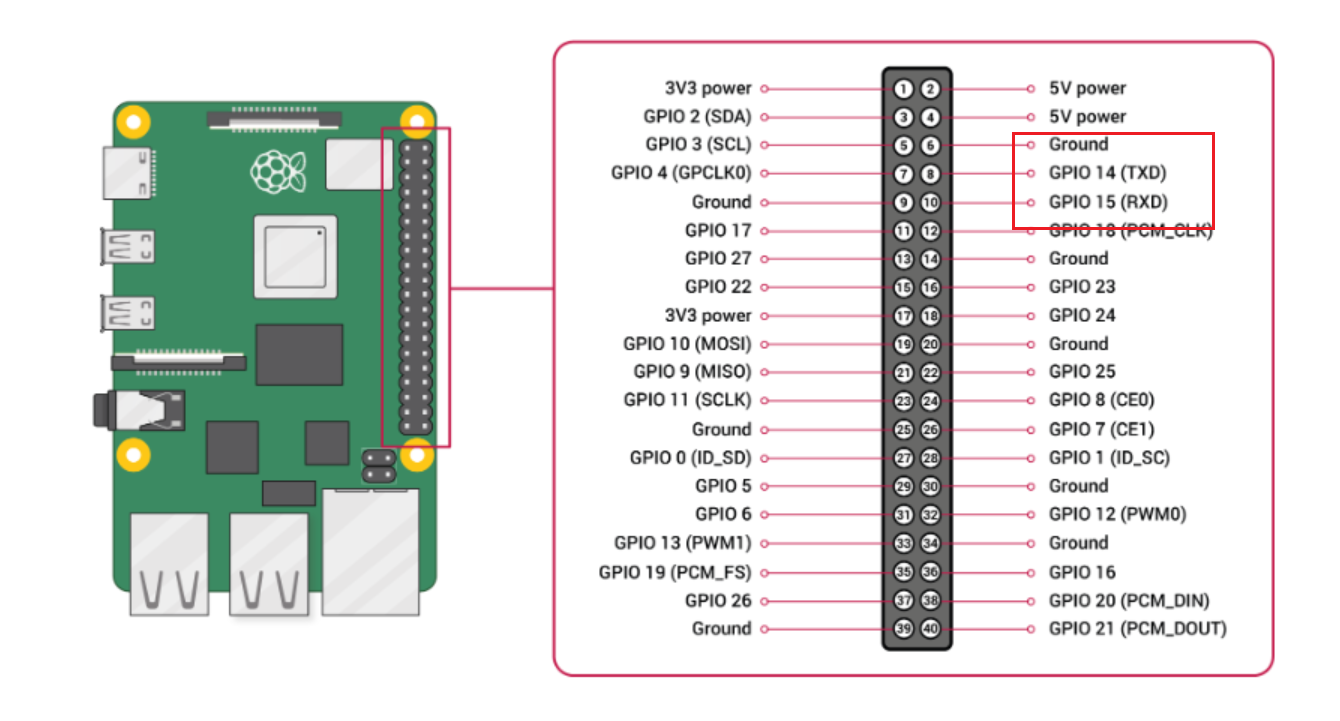 3V3 power 1 2 5V power
GPIO 2 (SDA) 3 4 5V power
GPIO 3 (SCL) 5 6 Ground
GPIO 4 (GPCLK0) 7 8 GPIO 14 (TXD)
Ground 9 10 GPIO 15 (RXD)
GPIO 17 11 12 GPIO 18 (PCM_CLK)
GPIO 27 13 14 Ground
GPIO 22 15 16 GPIO 23
3V3 power 17 18 GPIO 24
GPIO 10 (MOSI) 19 20 Ground
GPIO 9 (MISO) 21 22 GPIO 25
GPIO 11 (SCLK) 23 24 GPIO 8 (CE0)
Ground 25 26 GPIO 7 (CE1)
GPIO 0 (ID_SD) 27 28 GPIO 1 (ID_SC)
GPIO 5 29 30 Ground
GPIO 6 31 32 GPIO 12 (PWM0)
GPIO 13 (PWM1) 33 34 Ground
GPIO 19 (PCM_FS) 35 36 GPIO 16
GPIO 26 37 38 GPIO 20 (PCM_DIN)
Ground 39 40 GPIO 21 (PCM_DOUT)